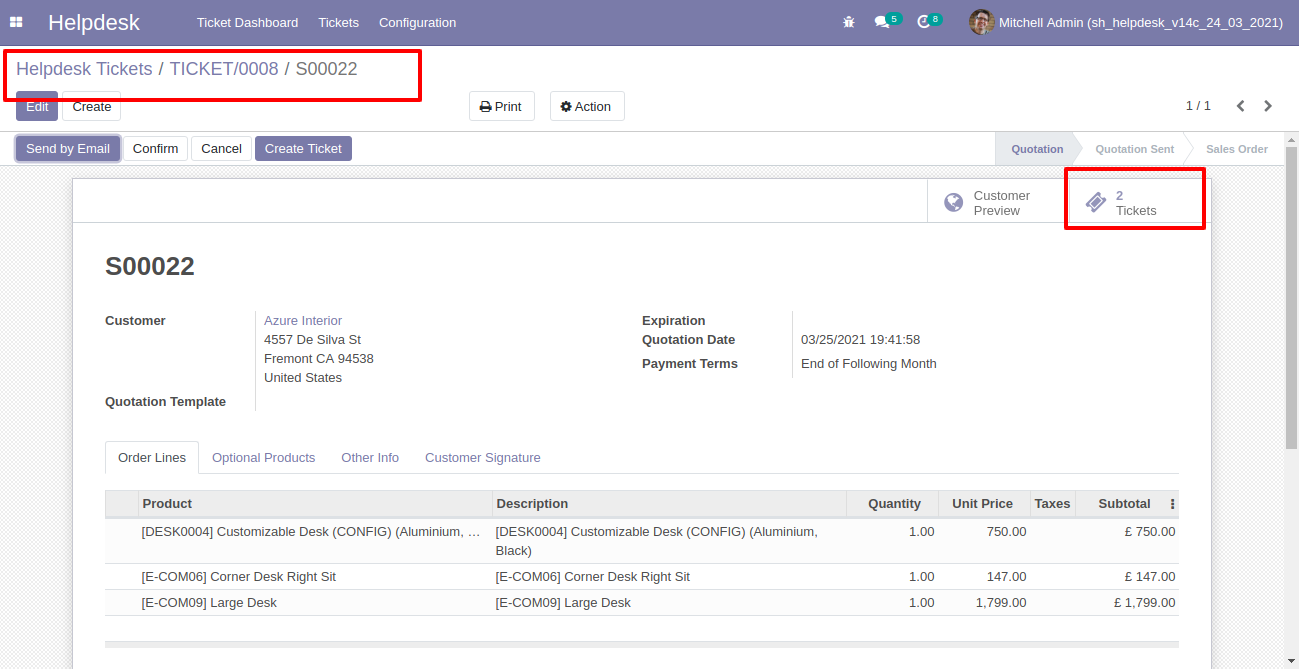 Helpdesk Ticket Dashboard Tickets Configuration 5 8 Mitchell Admin (sh_helpdesk_v14c_24_03_2021)
Helpdesk Tickets / TICKET/0008 / S00022
Edit Create Print Action 1 / 1
Send by Email Confirm Cancel Create Ticket Quotation Quotation Sent Sales Order
Customer Preview 2 Tickets
S00022
Customer Azure Interior Expiration
4557 De Silva St Quotation Date 03/25/2021 19:41:58
Fremont CA 94538 Payment Terms End of Following Month
United States
Quotation Template
Order Lines Optional Products Other Info Customer Signature
Product Description Quantity Unit Price Taxes Subtotal
[DESK0004] Customizable Desk (CONFIG) (Aluminium, … [DESK0004] Customizable Desk (CONFIG) (Aluminium, 1.00 750.00 £ 750.00
Black)
[E-COM06] Corner Desk Right Sit [E-COM06] Corner Desk Right Sit 1.00 147.00 £ 147.00
[E-COM09] Large Desk [E-COM09] Large Desk 1.00 1,799.00 £ 1,799.00